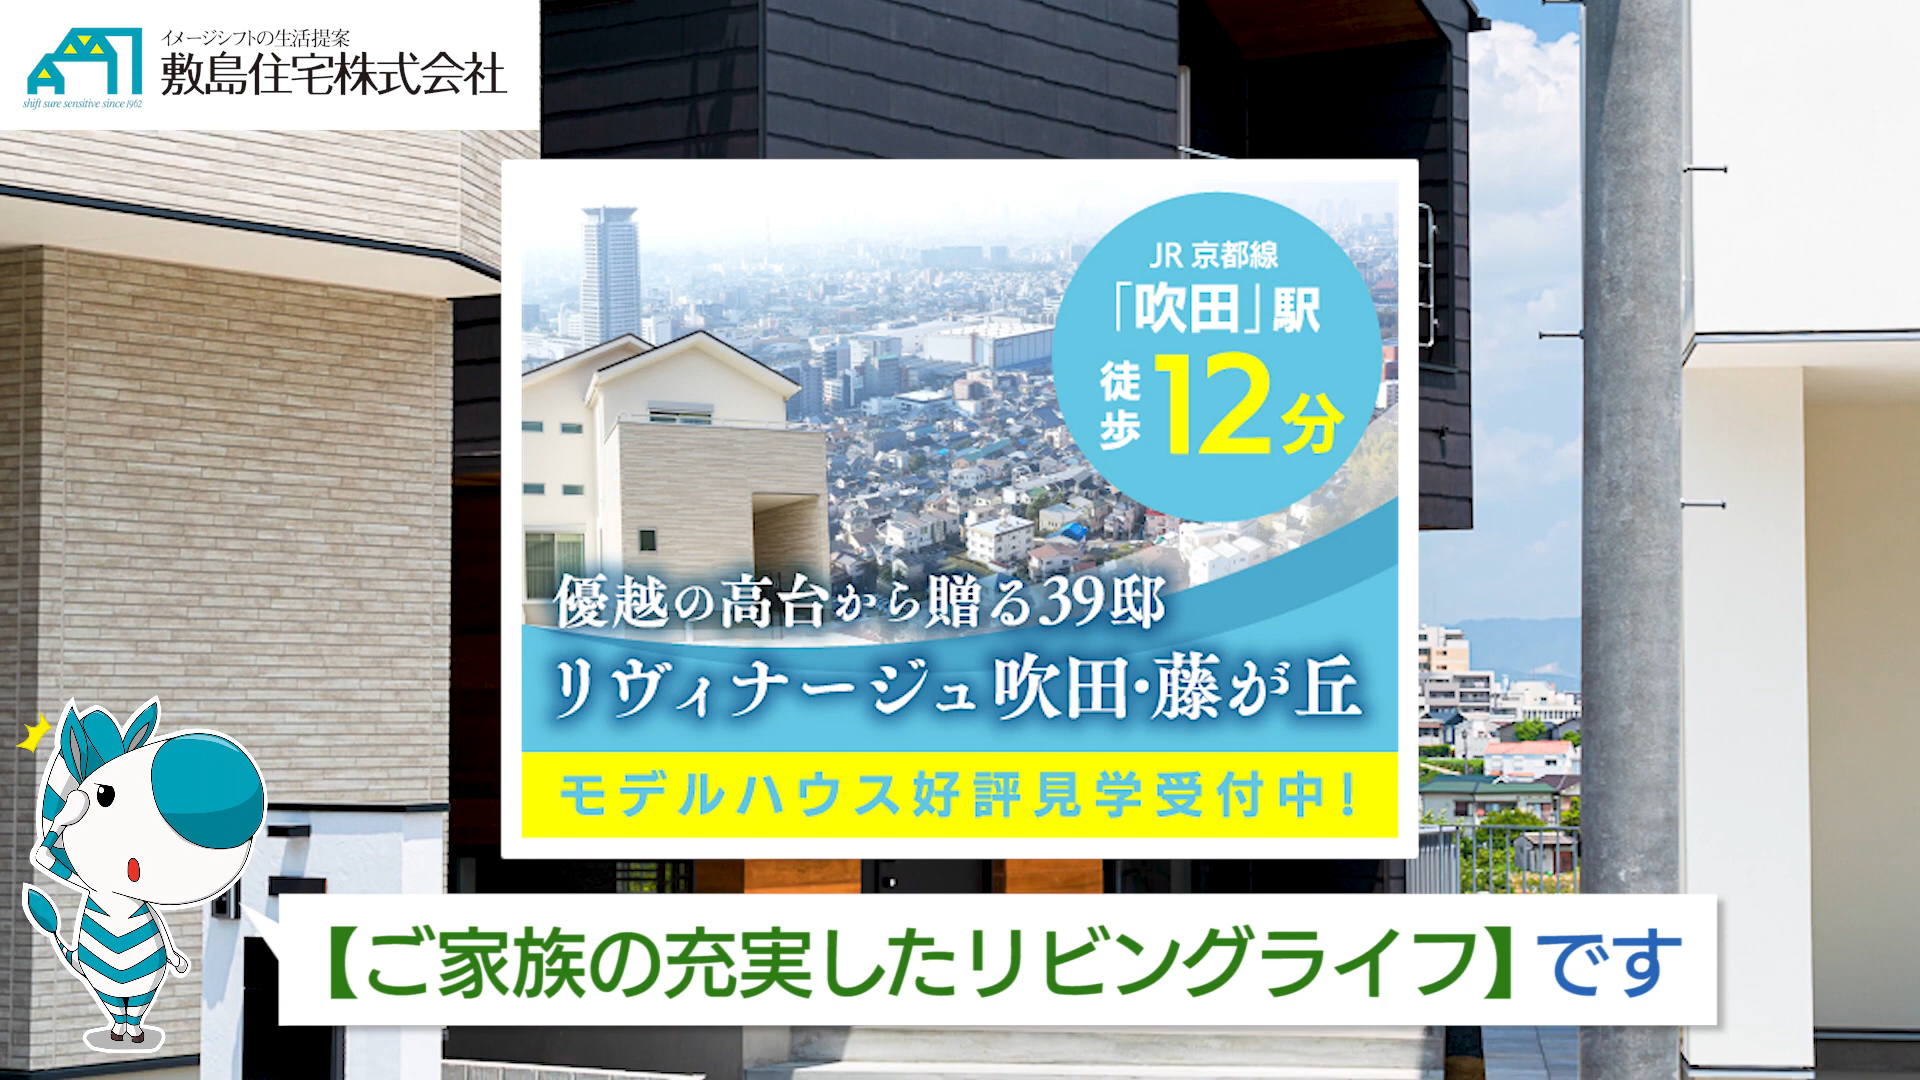 イメージシフトの生活提案
敷島住宅株式会社
shift sure sensitive since 1962
JR 京都線
「吹田」駅
徒歩12分
優越の高台から贈る39邸
リヴィナージュ吹田・藤が丘
モデルハウス好評見学受付中！
【ご家族の充実したリビングライフ】です